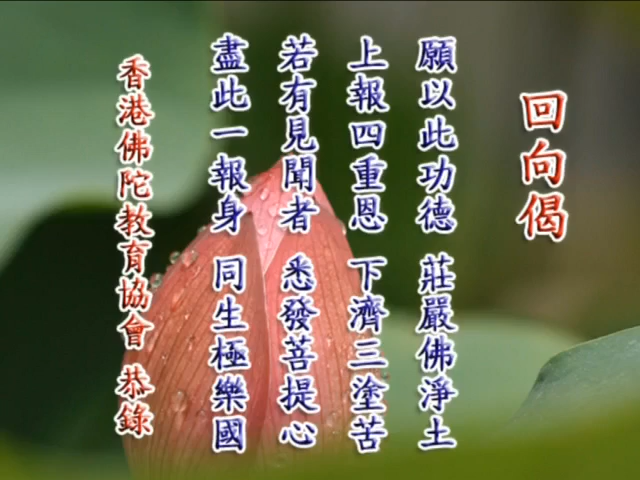 回向偈
願以此功德 莊嚴佛淨土
上報四重恩 下濟三塗苦
若有見聞者 悉發菩提心
盡此一報身 同生極樂國
香港佛陀教育協會 恭錄